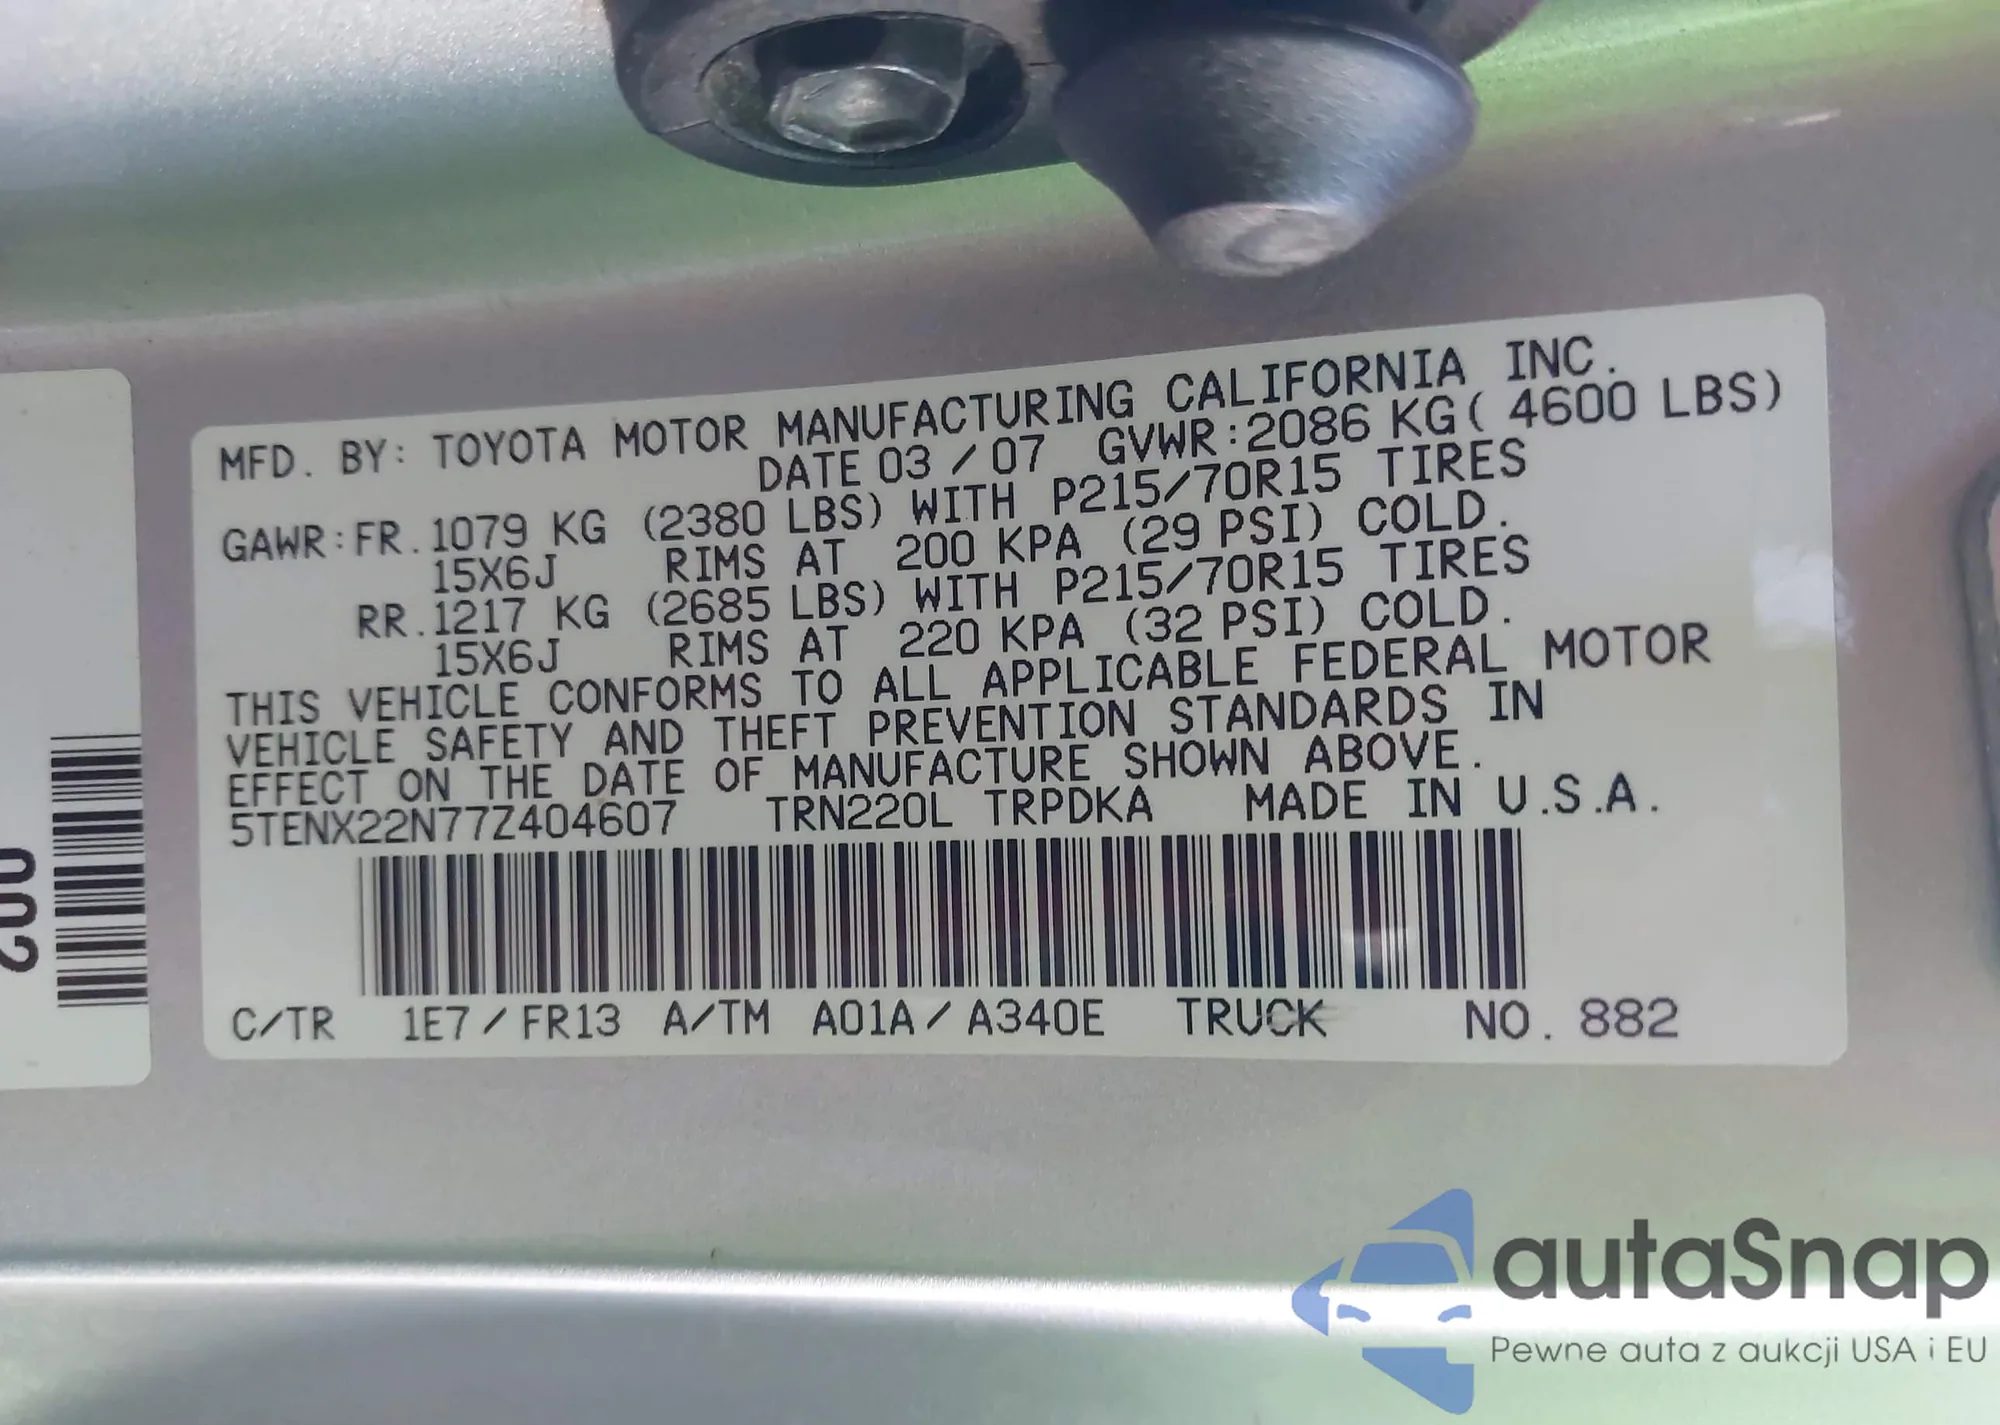 MFD. BY: TOYOTA MOTOR MANUFACTURING CALIFORNIA INC.
DATE 03 / 07 GVWR:2086 KG( 4600 LBS)
GAWR:FR.1079 KG (2380 LBS) WITH P215/70R15 TIRES
15X6J RIMS AT 200 KPA (29 PSI) COLD.
RR.1217 KG (2685 LBS) WITH P215/70R15 TIRES
15X6J RIMS AT 220 KPA (32 PSI) COLD.
THIS VEHICLE CONFORMS TO ALL APPLICABLE FEDERAL MOTOR
VEHICLE SAFETY AND THEFT PREVENTION STANDARDS IN
EFFECT ON THE DATE OF MANUFACTURE SHOWN ABOVE.
5TENX22N77Z404607 TRN220L TRPDKA MADE IN U.S.A.
C/TR 1E7/FR13 A/TM A01A/A340E TRUCK NO. 882
autaSnap
Pewne auta z aukcji USA i EU